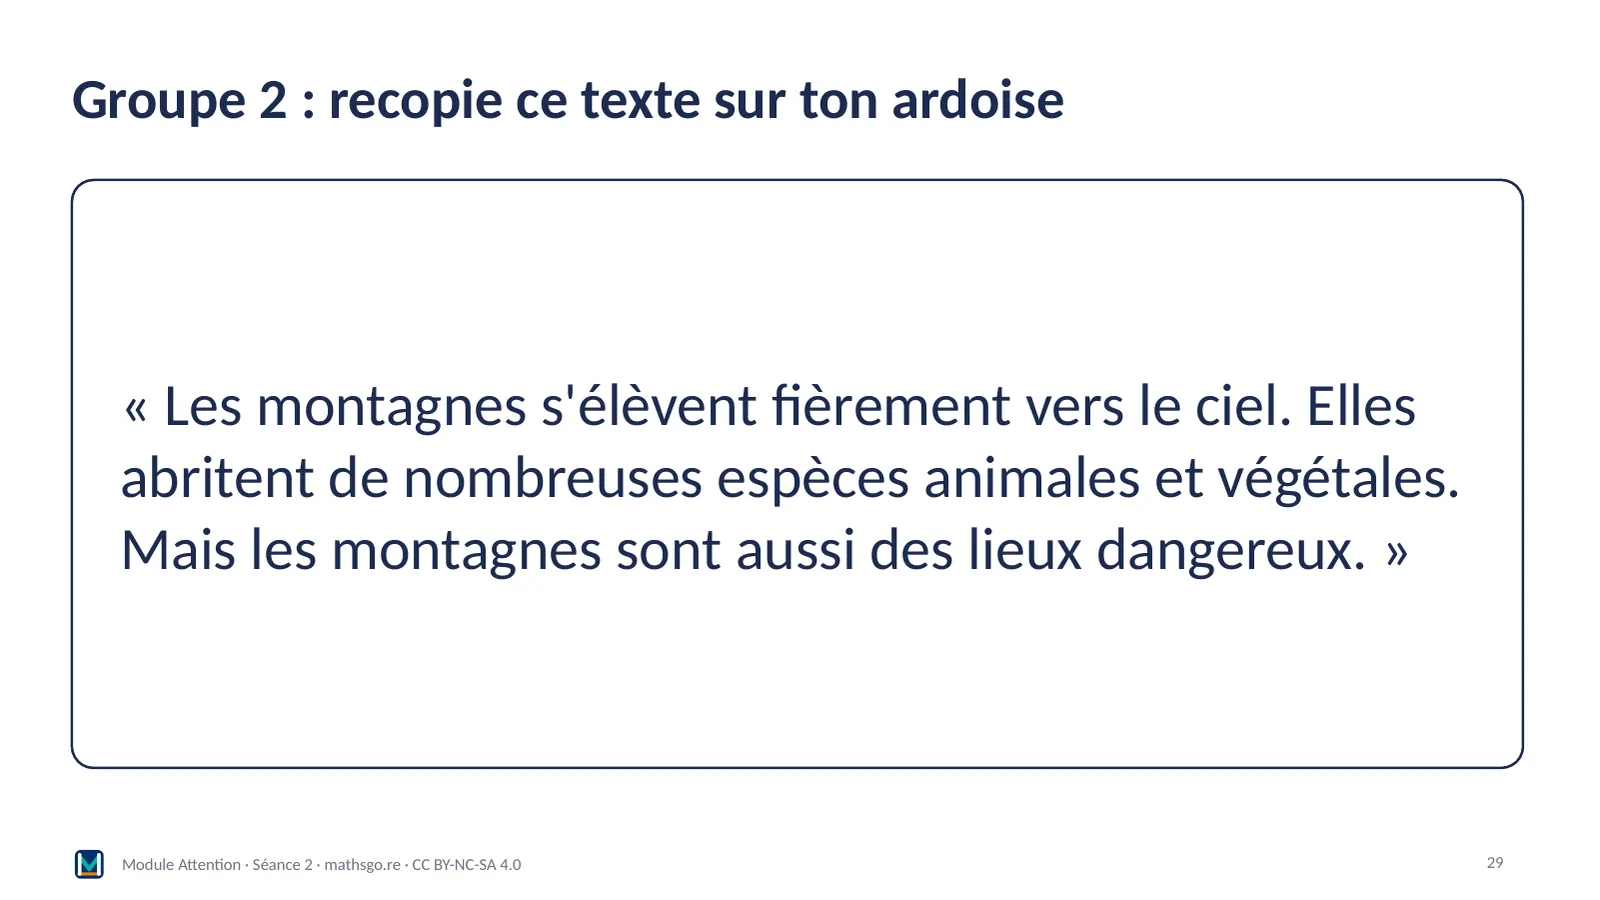 Groupe 2 : recopie ce texte sur ton ardoise
« Les montagnes s'élèvent fièrement vers le ciel. Elles
abritent de nombreuses espèces animales et végétales.
Mais les montagnes sont aussi des lieux dangereux. »
Module Attention · Séance 2 · mathsgo.re · CC BY-NC-SA 4.0
29